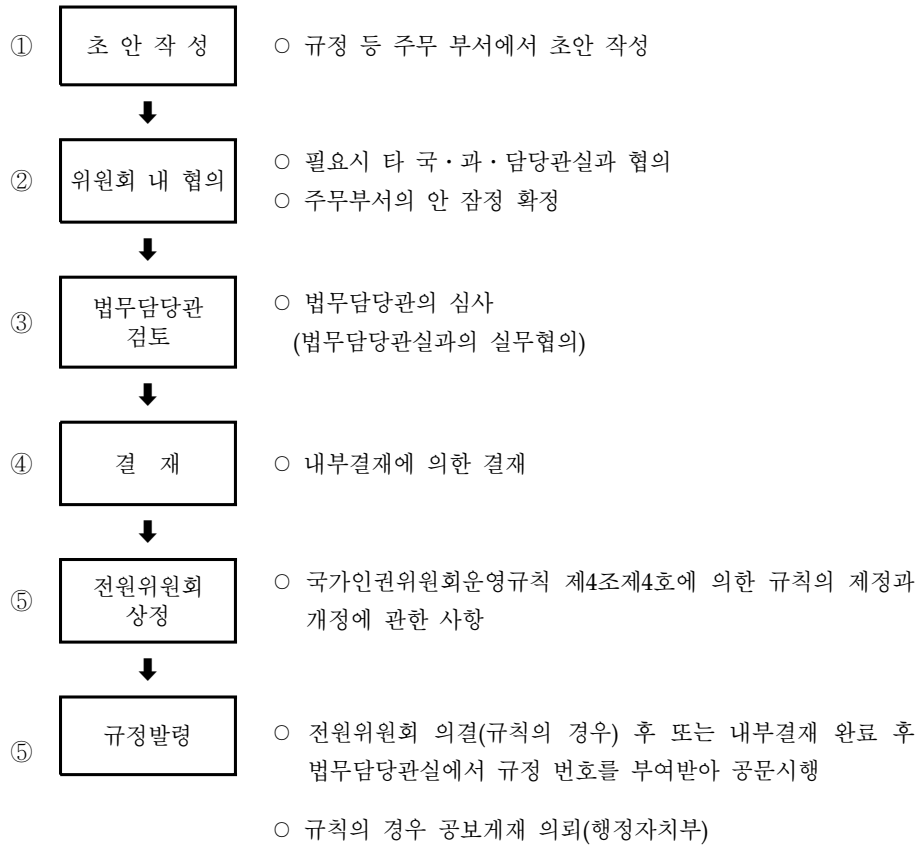 ① 초 안 작 성 ○ 규정 등 주무 부서에서 초안 작성
② 위원회 내 협의 ○ 필요시 타 국·과·담당관실과 협의
○ 주무부서의 안 잠정 확정
③ 법무담당관 ○ 법무담당관의 심사
검토 (법무담당관실과의 실무협의)
④ 결 재 ○ 내부결재에 의한 결재
⑤ 전원위원회 ○ 국가인권위원회운영규칙 제4조제4호에 의한 규칙의 제정과
상정 개정에 관한 사항
⑤ 규정발령 ○ 전원위원회 의결(규칙의 경우) 후 또는 내부결재 완료 후
법무담당관실에서 규정 번호를 부여받아 공문시행
○ 규칙의 경우 공보게재 의뢰(행정자치부)